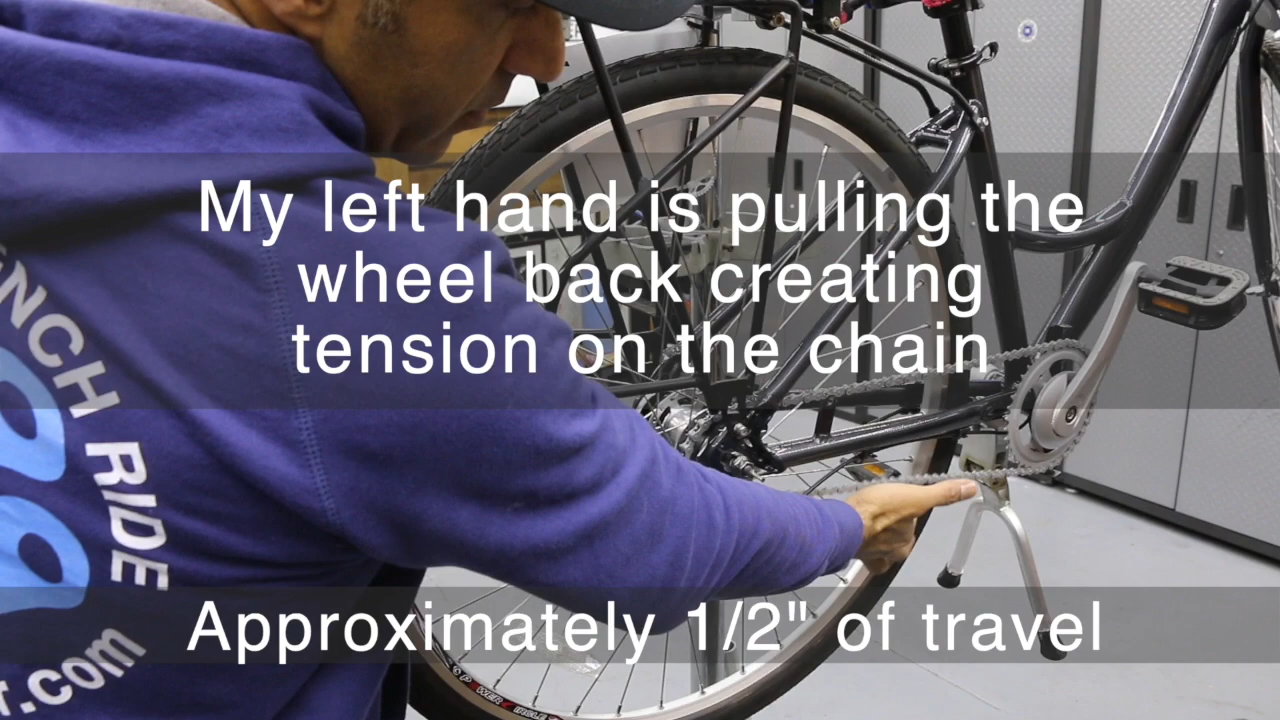 My left hand is pulling the
wheel back creating
tension on the chain
NCH RIDE
r.com
Approximately 1/2" of travel